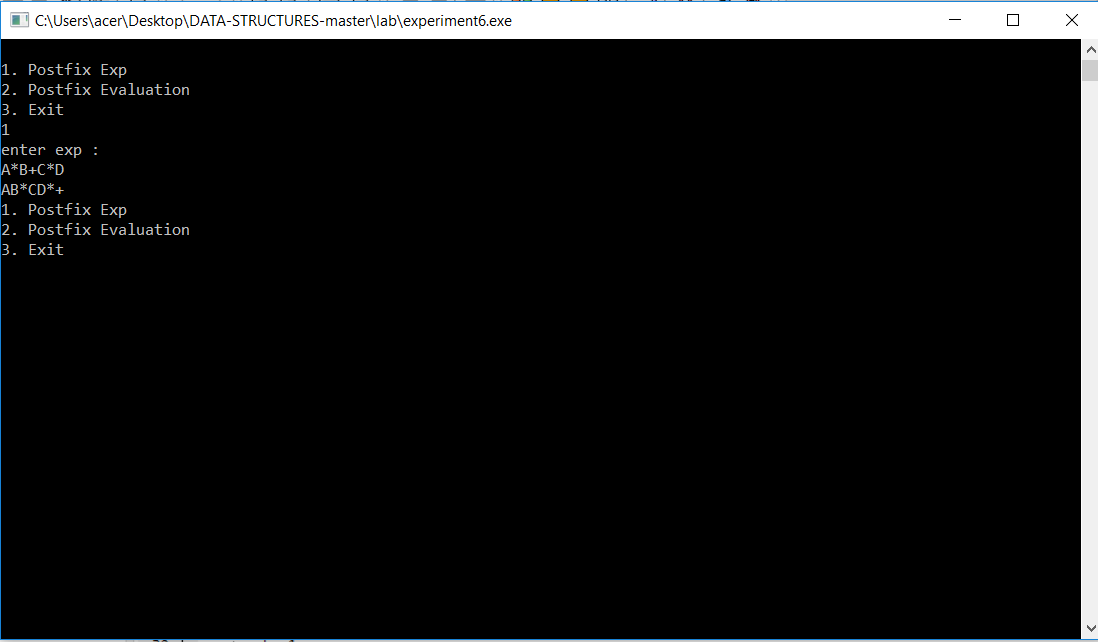 C:\Users\acer\Desktop\DATA-STRUCTURES-master\lab\experiment6.exe
1. Postfix Exp
2. Postfix Evaluation
3. Exit
1
enter exp :
A*B+C*D
AB*CD*+
1. Postfix Exp
2. Postfix Evaluation
3. Exit